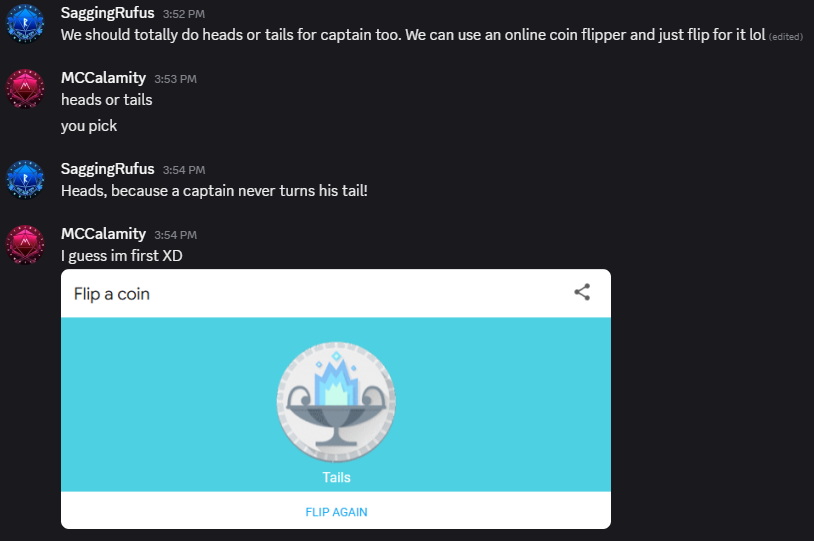 SaggingRufus 3:52 PM
We should totally do heads or tails for captain too. We can use an online coin flipper and just flip for it lol (edited)
MCCalamity 3:53 PM
heads or tails
you pick
SaggingRufus 3:54 PM
Heads, because a captain never turns his tail!
MCCalamity 3:54 PM
I guess im first XD
Flip a coin
Tails
FLIP AGAIN